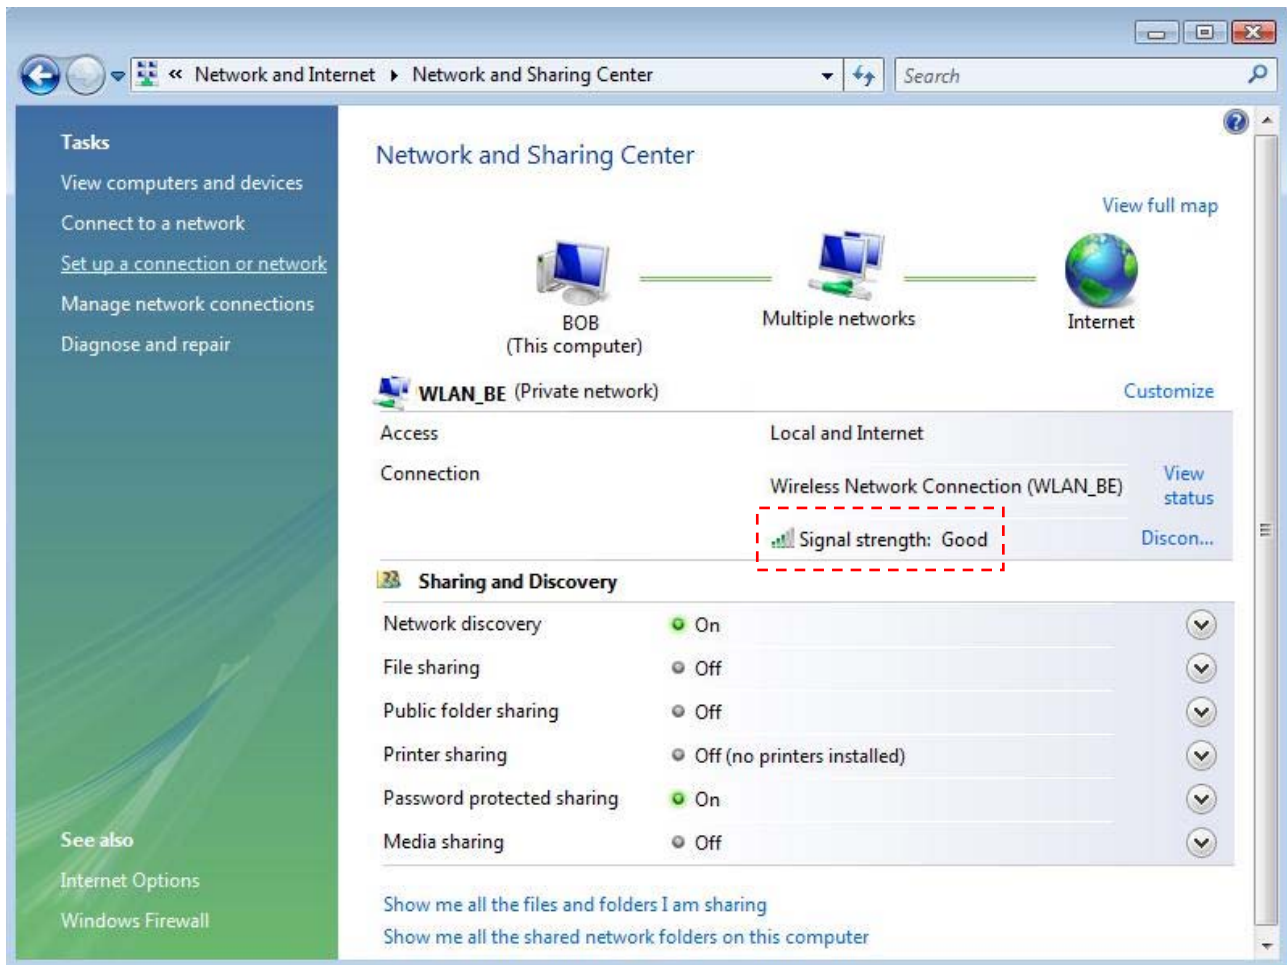 « Network and Internet ▸ Network and Sharing Center
Search
Tasks
View computers and devices
Connect to a network
Set up a connection or network
Manage network connections
Diagnose and repair
See also
Internet Options
Windows Firewall
Network and Sharing Center
View full map
BOB
(This computer)
Multiple networks
Internet
WLAN_BE (Private network) Customize
Access Local and Internet
Connection Wireless Network Connection (WLAN_BE) View status
Signal strength: Good Discon...
Sharing and Discovery
Network discovery On
File sharing Off
Public folder sharing Off
Printer sharing Off (no printers installed)
Password protected sharing On
Media sharing Off
Show me all the files and folders I am sharing
Show me all the shared network folders on this computer